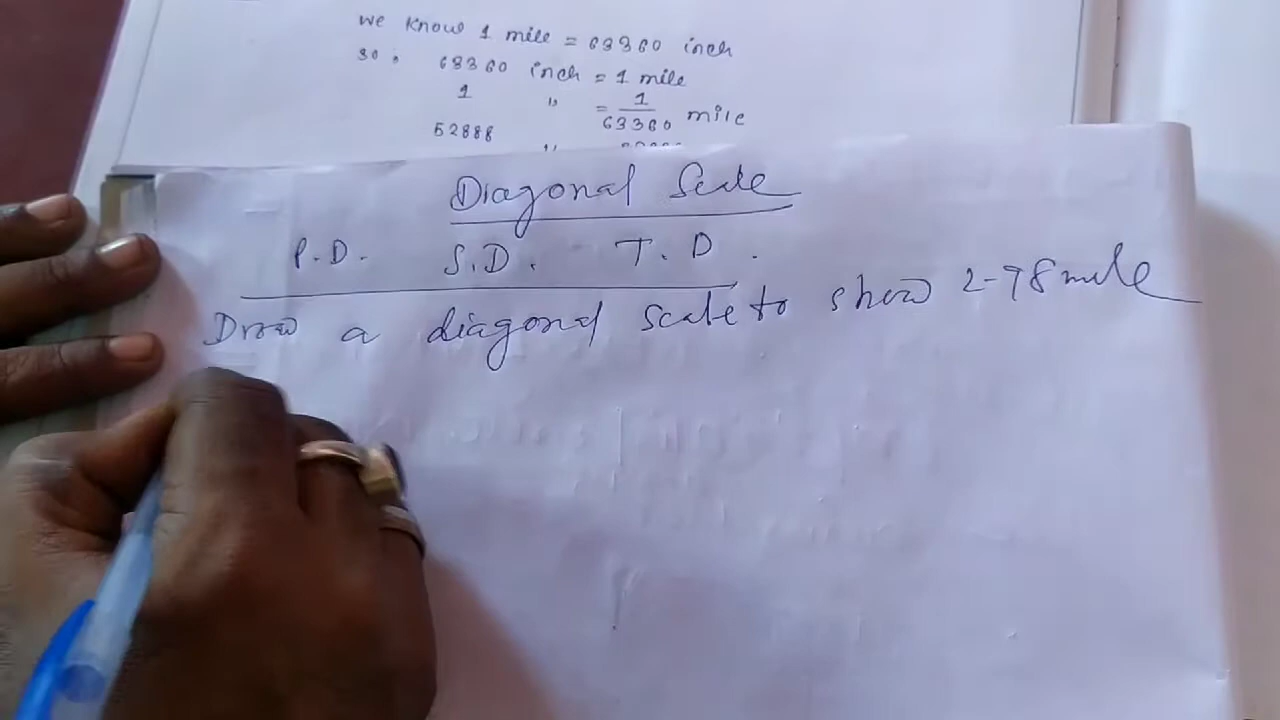 we know 1 mile = 63360 inch
so, 63360 inch = 1 mile
1 " = 1/63360 mile
52888 "
Diagonal Scale
P.D. S.D. T.D.
Draw a diagonal scale to show 2-98 mile